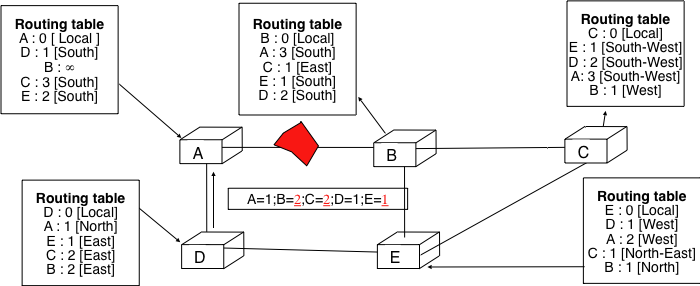 Routing table
A : 0 [ Local ]
D : 1 [South]
B : ∞
C : 3 [South]
E : 2 [South]
Routing table
B : 0 [Local]
A : 3 [South]
C : 1 [East]
E : 1 [South]
D : 2 [South]
Routing table
C : 0 [Local]
E : 1 [South-West]
D : 2 [South-West]
A: 3 [South-West]
B : 1 [West]
A
B
C
A=1;B=2;C=2;D=1;E=1
Routing table
D : 0 [Local]
A : 1 [North]
E : 1 [East]
C : 2 [East]
B : 2 [East]
D
E
Routing table
E : 0 [Local]
D : 1 [West]
A : 2 [West]
C : 1 [North-East]
B : 1 [North]